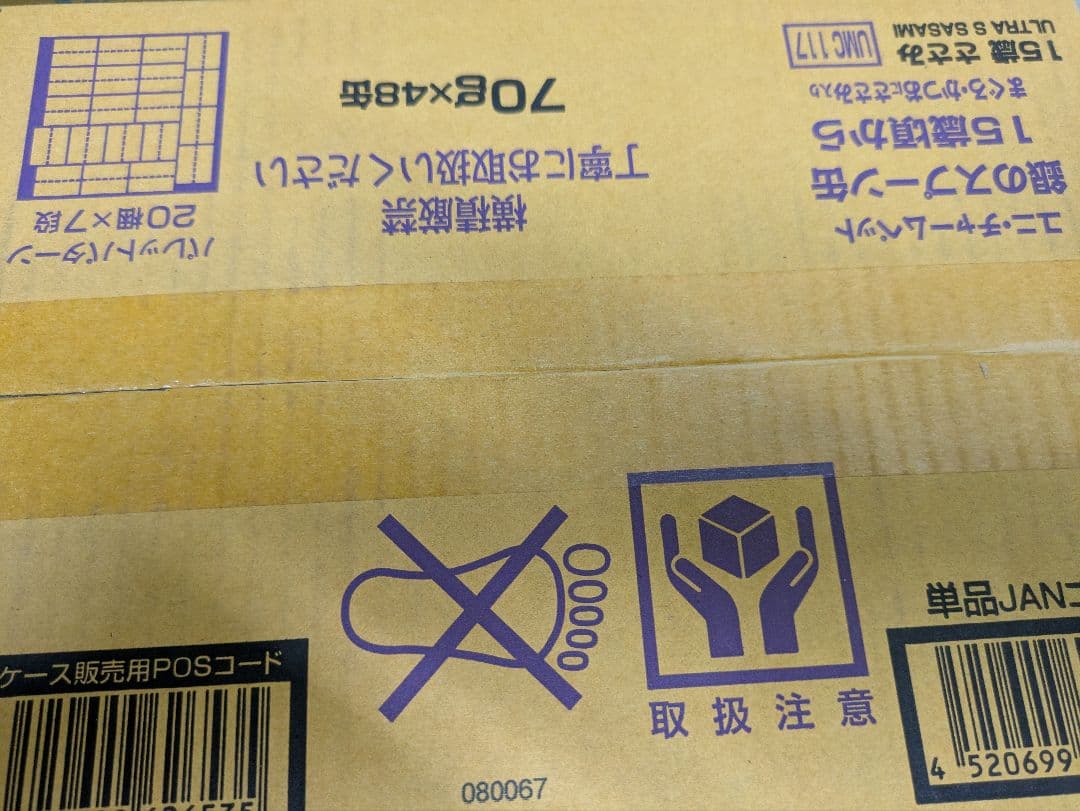 ユニ・チャームペット
銀のスプーン缶
15歳頃から
まぐろ・かつおにささみ入り
15歳 ささみ
ULTRA S SASAMI
UMC 117
横積厳禁
丁寧にお取扱いください
70g×48缶
パレットパターン
20梱×7段
取扱注意
ケース販売用POSコード
単品JANコ
4 520699
080067